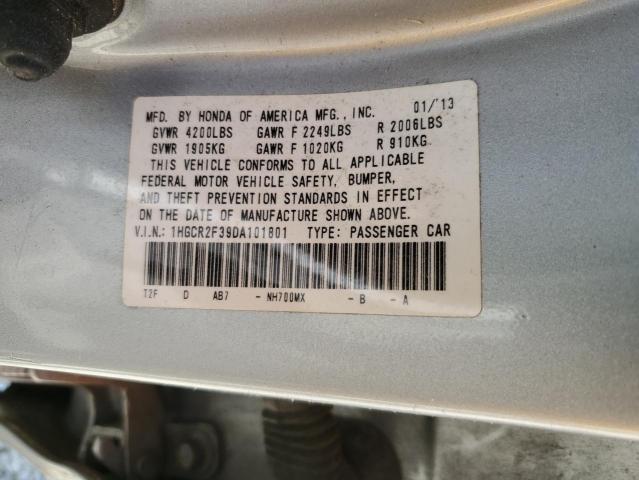 MFD. BY HONDA OF AMERICA MFG., INC. 01/'13
GVWR 4200LBS GAWR F 2249LBS R 2006LBS
GVWR 1905KG GAWR F 1020KG R 910KG
THIS VEHICLE CONFORMS TO ALL APPLICABLE
FEDERAL MOTOR VEHICLE SAFETY, BUMPER,
AND THEFT PREVENTION STANDARDS IN EFFECT
ON THE DATE OF MANUFACTURE SHOWN ABOVE.
V.I.N.: 1HGCR2F39DA101801 TYPE: PASSENGER CAR
T2F D AB7 - NH700MX - B - A